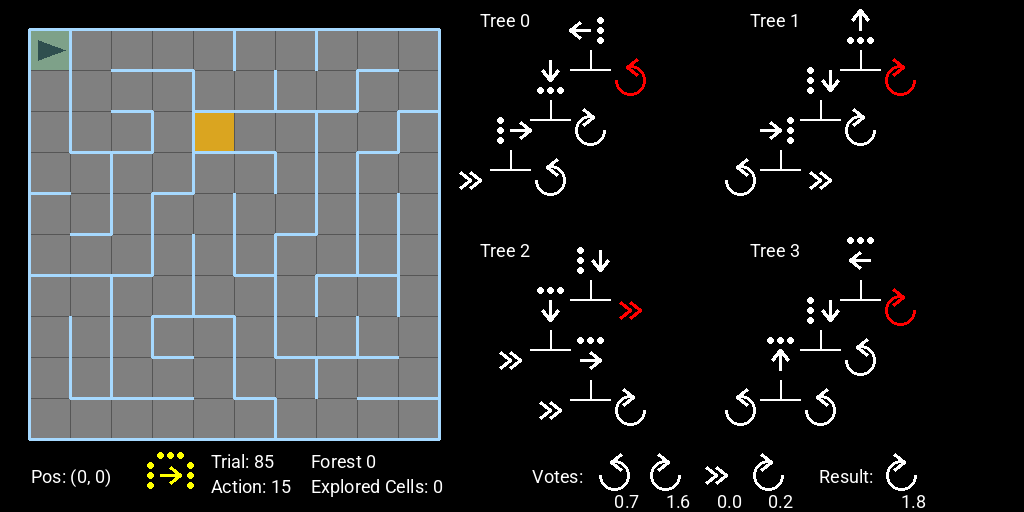 Tree 0
Tree 1
Tree 2
Tree 3
Pos: (0, 0)
Trial: 85
Forest 0
Action: 15
Explored Cells: 0
Votes:
0.7
1.6
0.0
0.2
Result:
1.8